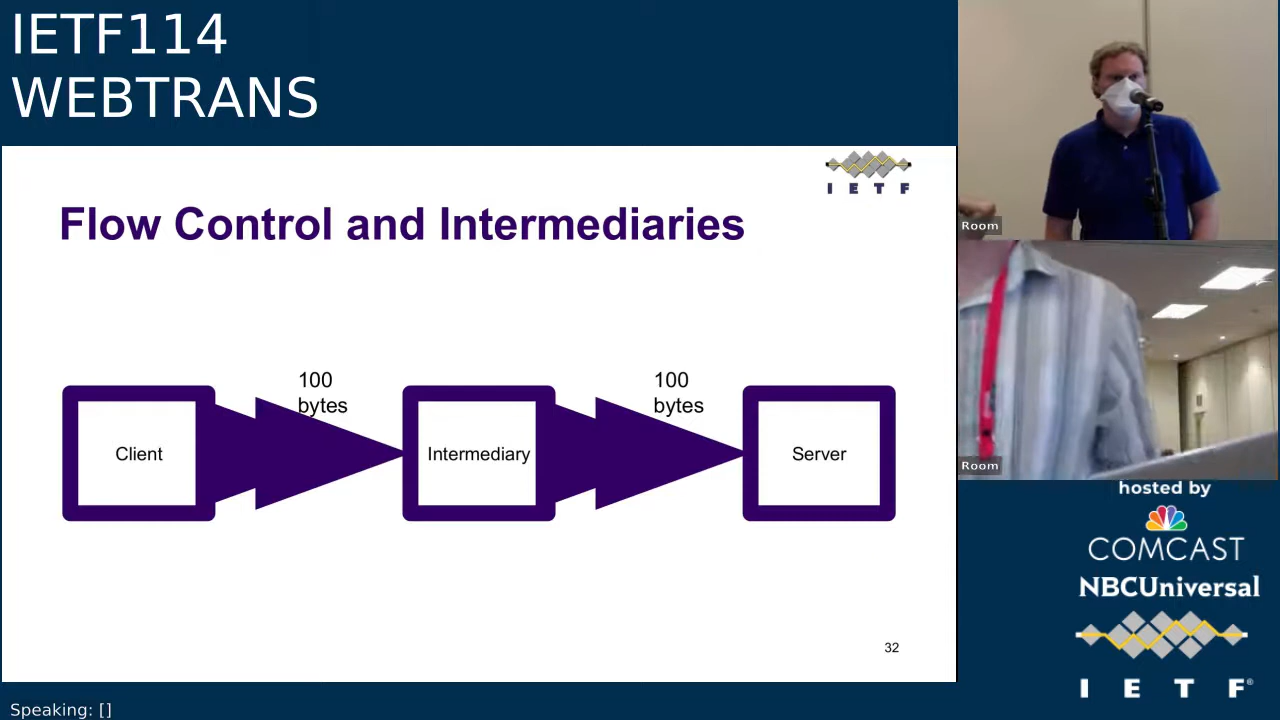 IETF114
WEBTRANS
I E T F
Flow Control and Intermediaries
100
bytes
100
bytes
Client
Intermediary
Server
32
Room
Room
hosted by
COMCAST
NBCUniversal
I E T F®
Speaking: []